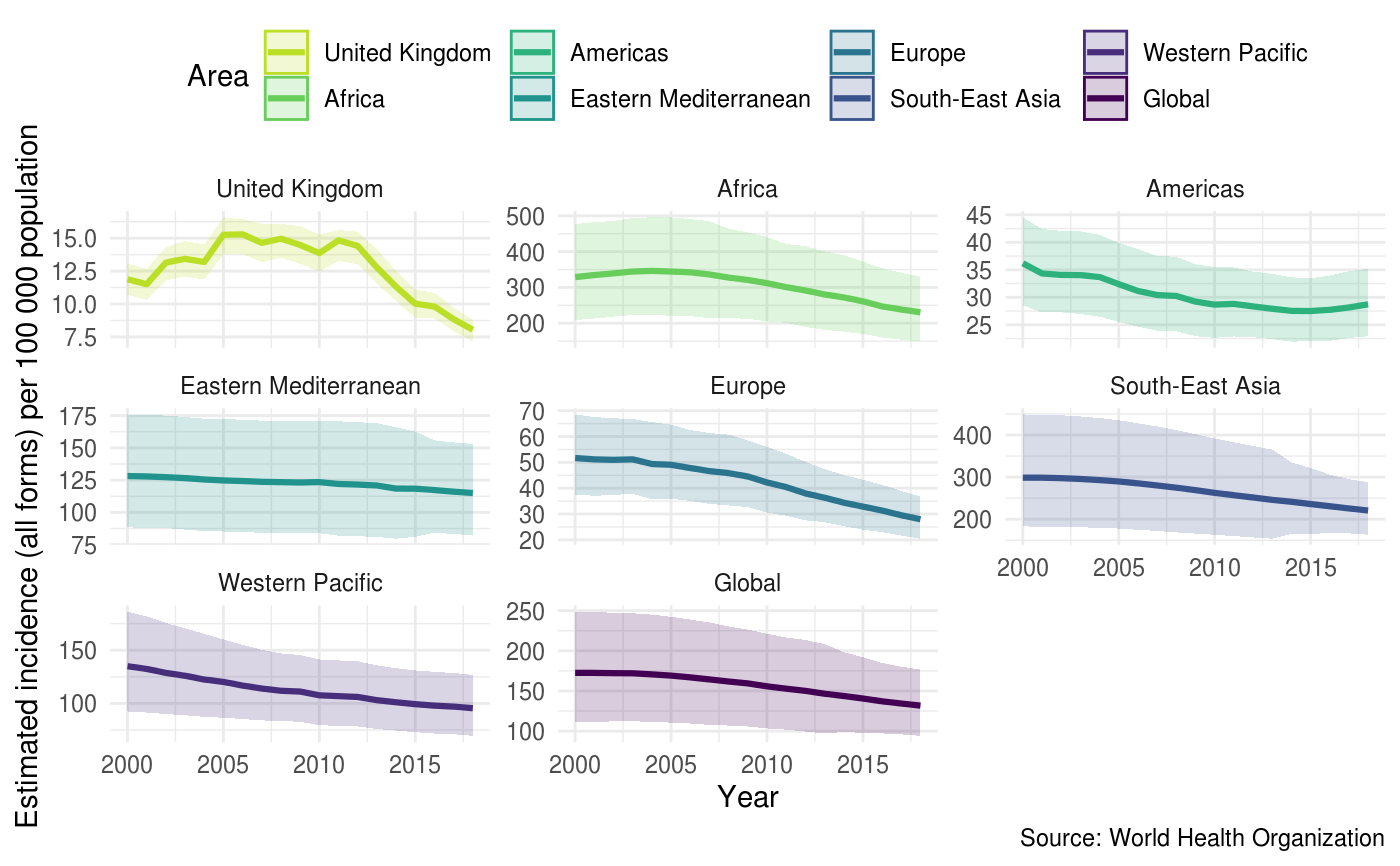 Area
United Kingdom
Americas
Europe
Western Pacific
Africa
Eastern Mediterranean
South-East Asia
Global
Estimated incidence (all forms) per 100 000 population
United Kingdom
15.0
12.5
10.0
7.5
Africa
500
400
300
200
Americas
45
40
35
30
25
Eastern Mediterranean
175
150
125
100
75
Europe
70
60
50
40
30
20
South-East Asia
400
300
200
2000 2005 2010 2015
Western Pacific
150
100
2000 2005 2010 2015
Global
250
200
150
100
2000 2005 2010 2015
Year
Source: World Health Organization